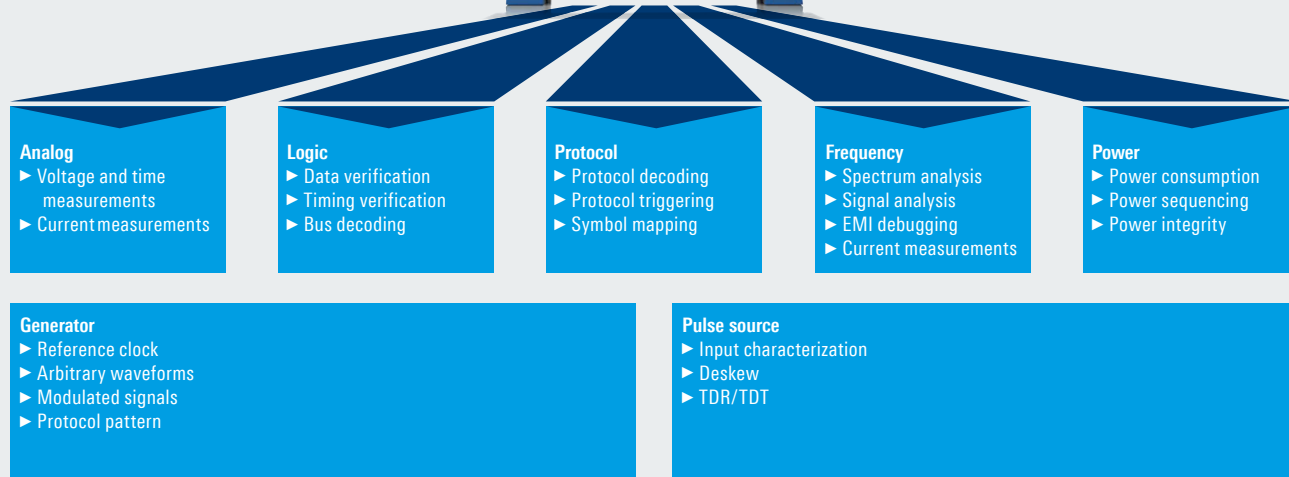 Analog
► Voltage and time
measurements
► Current measurements
Logic
► Data verification
► Timing verification
► Bus decoding
Protocol
► Protocol decoding
► Protocol triggering
► Symbol mapping
Frequency
► Spectrum analysis
► Signal analysis
► EMI debugging
► Current measurements
Power
► Power consumption
► Power sequencing
► Power integrity
Generator
► Reference clock
► Arbitrary waveforms
► Modulated signals
► Protocol pattern
Pulse source
► Input characterization
► Deskew
► TDR/TDT